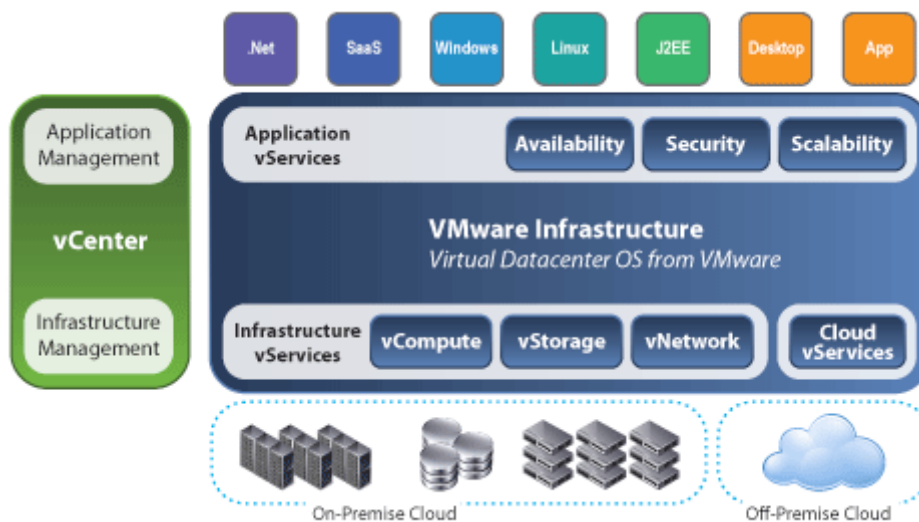 .Net
SaaS
Windows
Linux
J2EE
Desktop
App
Application
Management
vCenter
Infrastructure
Management
Application
vServices
Availability
Security
Scalability
VMware Infrastructure
Virtual Datacenter OS from VMware
Infrastructure
vServices
vCompute
vStorage
vNetwork
Cloud
vServices
On-Premise Cloud
Off-Premise Cloud